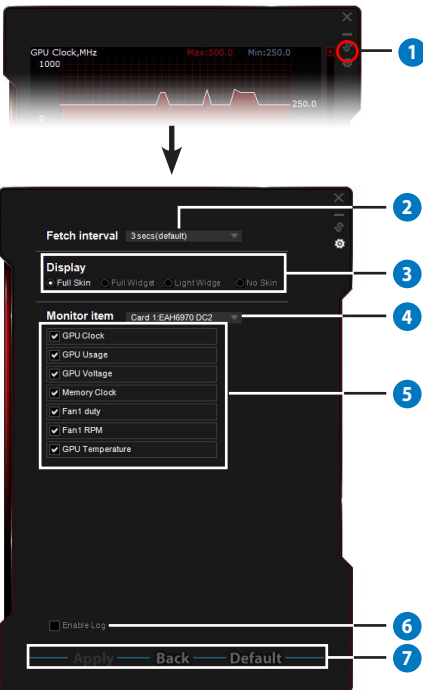 GPU Clock,MHz Max:500.0 Min:250.0
1000
1
250.0
0
2
Fetch interval 3 secs(default)
Display
3
Full Skin Full Widget Light Widge No Skin
Monitor item Card 1:EAH6970 DC2
4
GPU Clock
GPU Usage
GPU Voltage
Memory Clock
5
Fan1 duty
Fan1 RPM
GPU Temperature
Enable Log
6
Apply Back Default
7